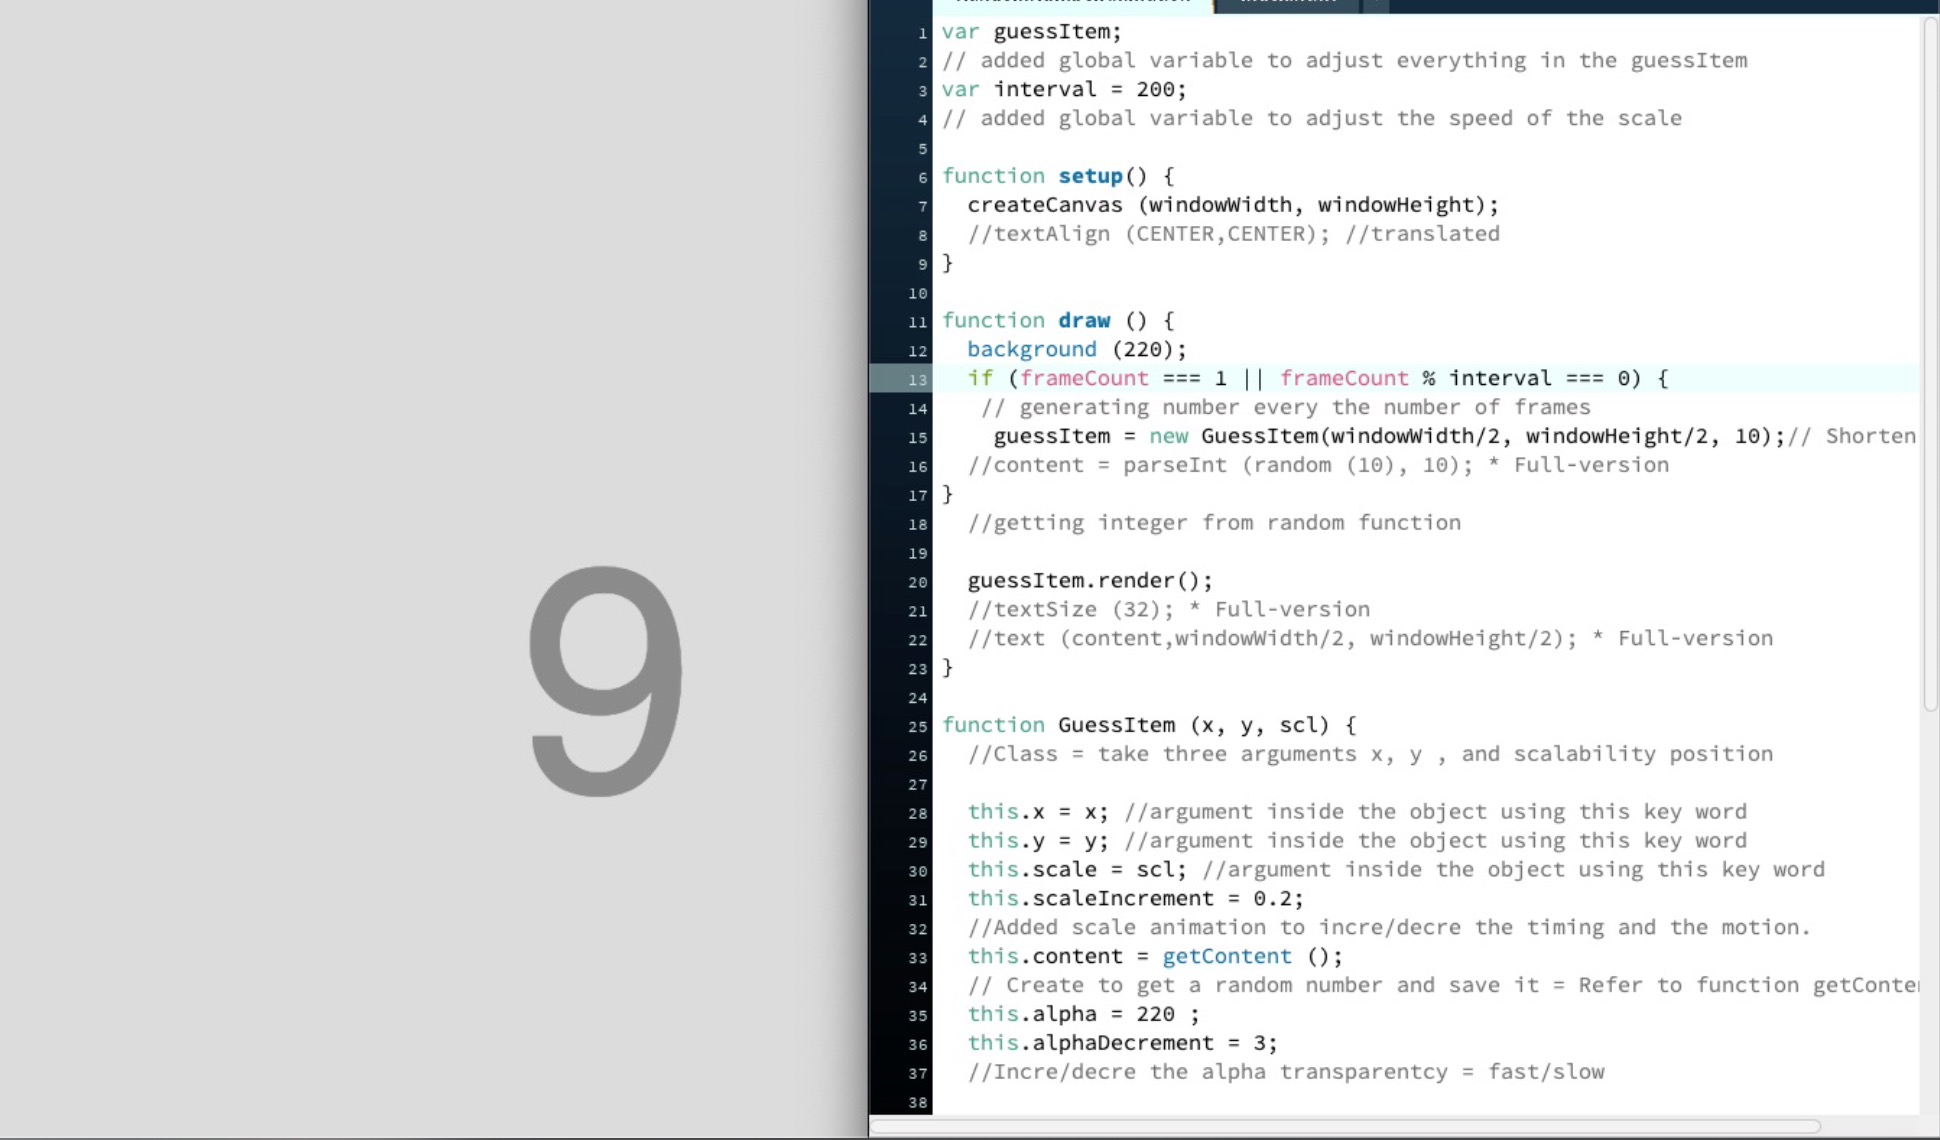 9
1 var guessItem;
2 // added global variable to adjust everything in the guessItem
3 var interval = 200;
4 // added global variable to adjust the speed of the scale
5
6 function setup() {
7 createCanvas (windowWidth, windowHeight);
8 //textAlign (CENTER,CENTER); //translated
9 }
10
11 function draw () {
12 background (220);
13 if (frameCount === 1 || frameCount % interval === 0) {
14 // generating number every the number of frames
15 guessItem = new GuessItem(windowWidth/2, windowHeight/2, 10);// Shorten
16 //content = parseInt (random (10), 10); * Full-version
17 }
18 //getting integer from random function
19
20 guessItem.render();
21 //textSize (32); * Full-version
22 //text (content,windowWidth/2, windowHeight/2); * Full-version
23 }
24
25 function GuessItem (x, y, scl) {
26 //Class = take three arguments x, y , and scalability position
27
28 this.x = x; //argument inside the object using this key word
29 this.y = y; //argument inside the object using this key word
30 this.scale = scl; //argument inside the object using this key word
31 this.scaleIncrement = 0.2;
32 //Added scale animation to incre/decre the timing and the motion.
33 this.content = getContent ();
34 // Create to get a random number and save it = Refer to function getConte
35 this.alpha = 220 ;
36 this.alphaDecrement = 3;
37 //Incre/decre the alpha transparentcy = fast/slow
38